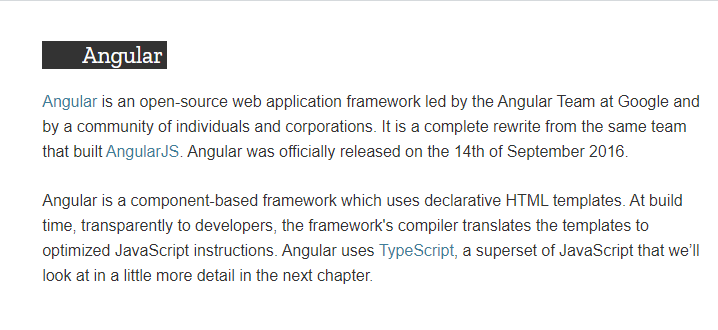 Angular
Angular is an open-source web application framework led by the Angular Team at Google and
by a community of individuals and corporations. It is a complete rewrite from the same team
that built AngularJS. Angular was officially released on the 14th of September 2016.
Angular is a component-based framework which uses declarative HTML templates. At build
time, transparently to developers, the framework's compiler translates the templates to
optimized JavaScript instructions. Angular uses TypeScript, a superset of JavaScript that we’ll
look at in a little more detail in the next chapter.